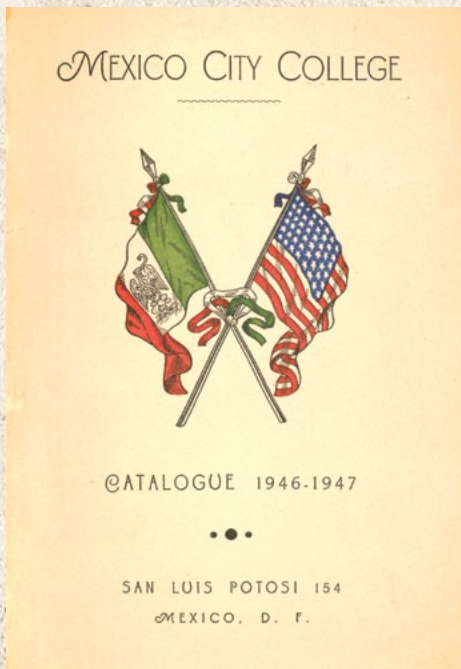 MEXICO CITY COLLEGE
CATALOGUE 1946-1947
SAN LUIS POTOSI 154
MEXICO, D. F.